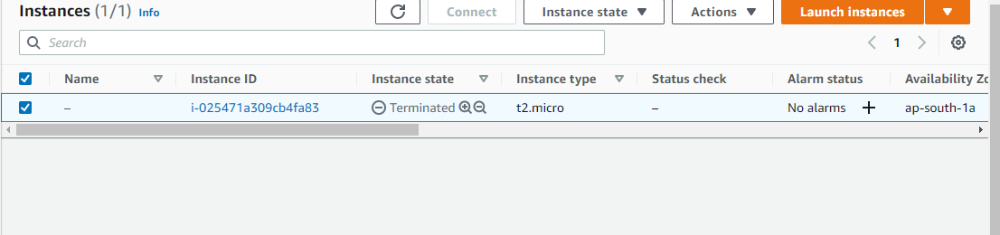 Instances (1/1) Info Connect Instance state Actions Launch instances
Search 1
Name Instance ID Instance state Instance type Status check Alarm status Availability Zo
– i-025471a309cb4fa83 Terminated t2.micro – No alarms + ap-south-1a